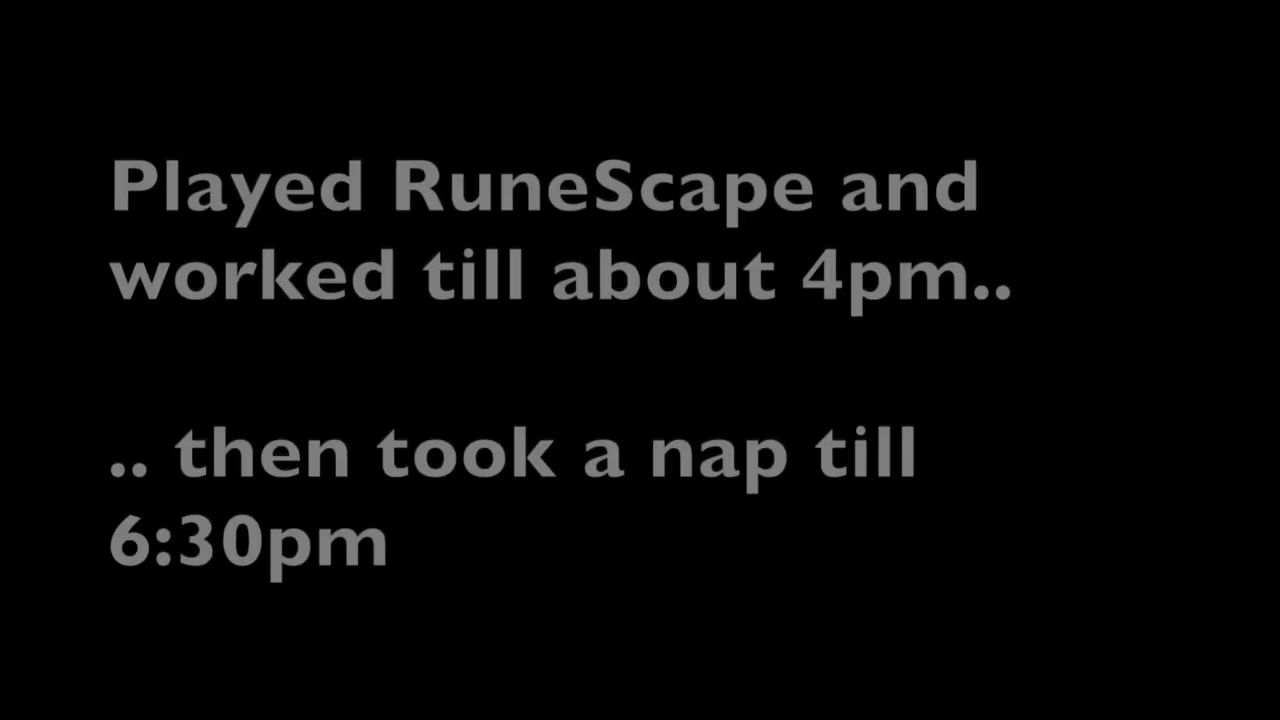 Played RuneScape and
worked till about 4pm..
.. then took a nap till
6:30pm